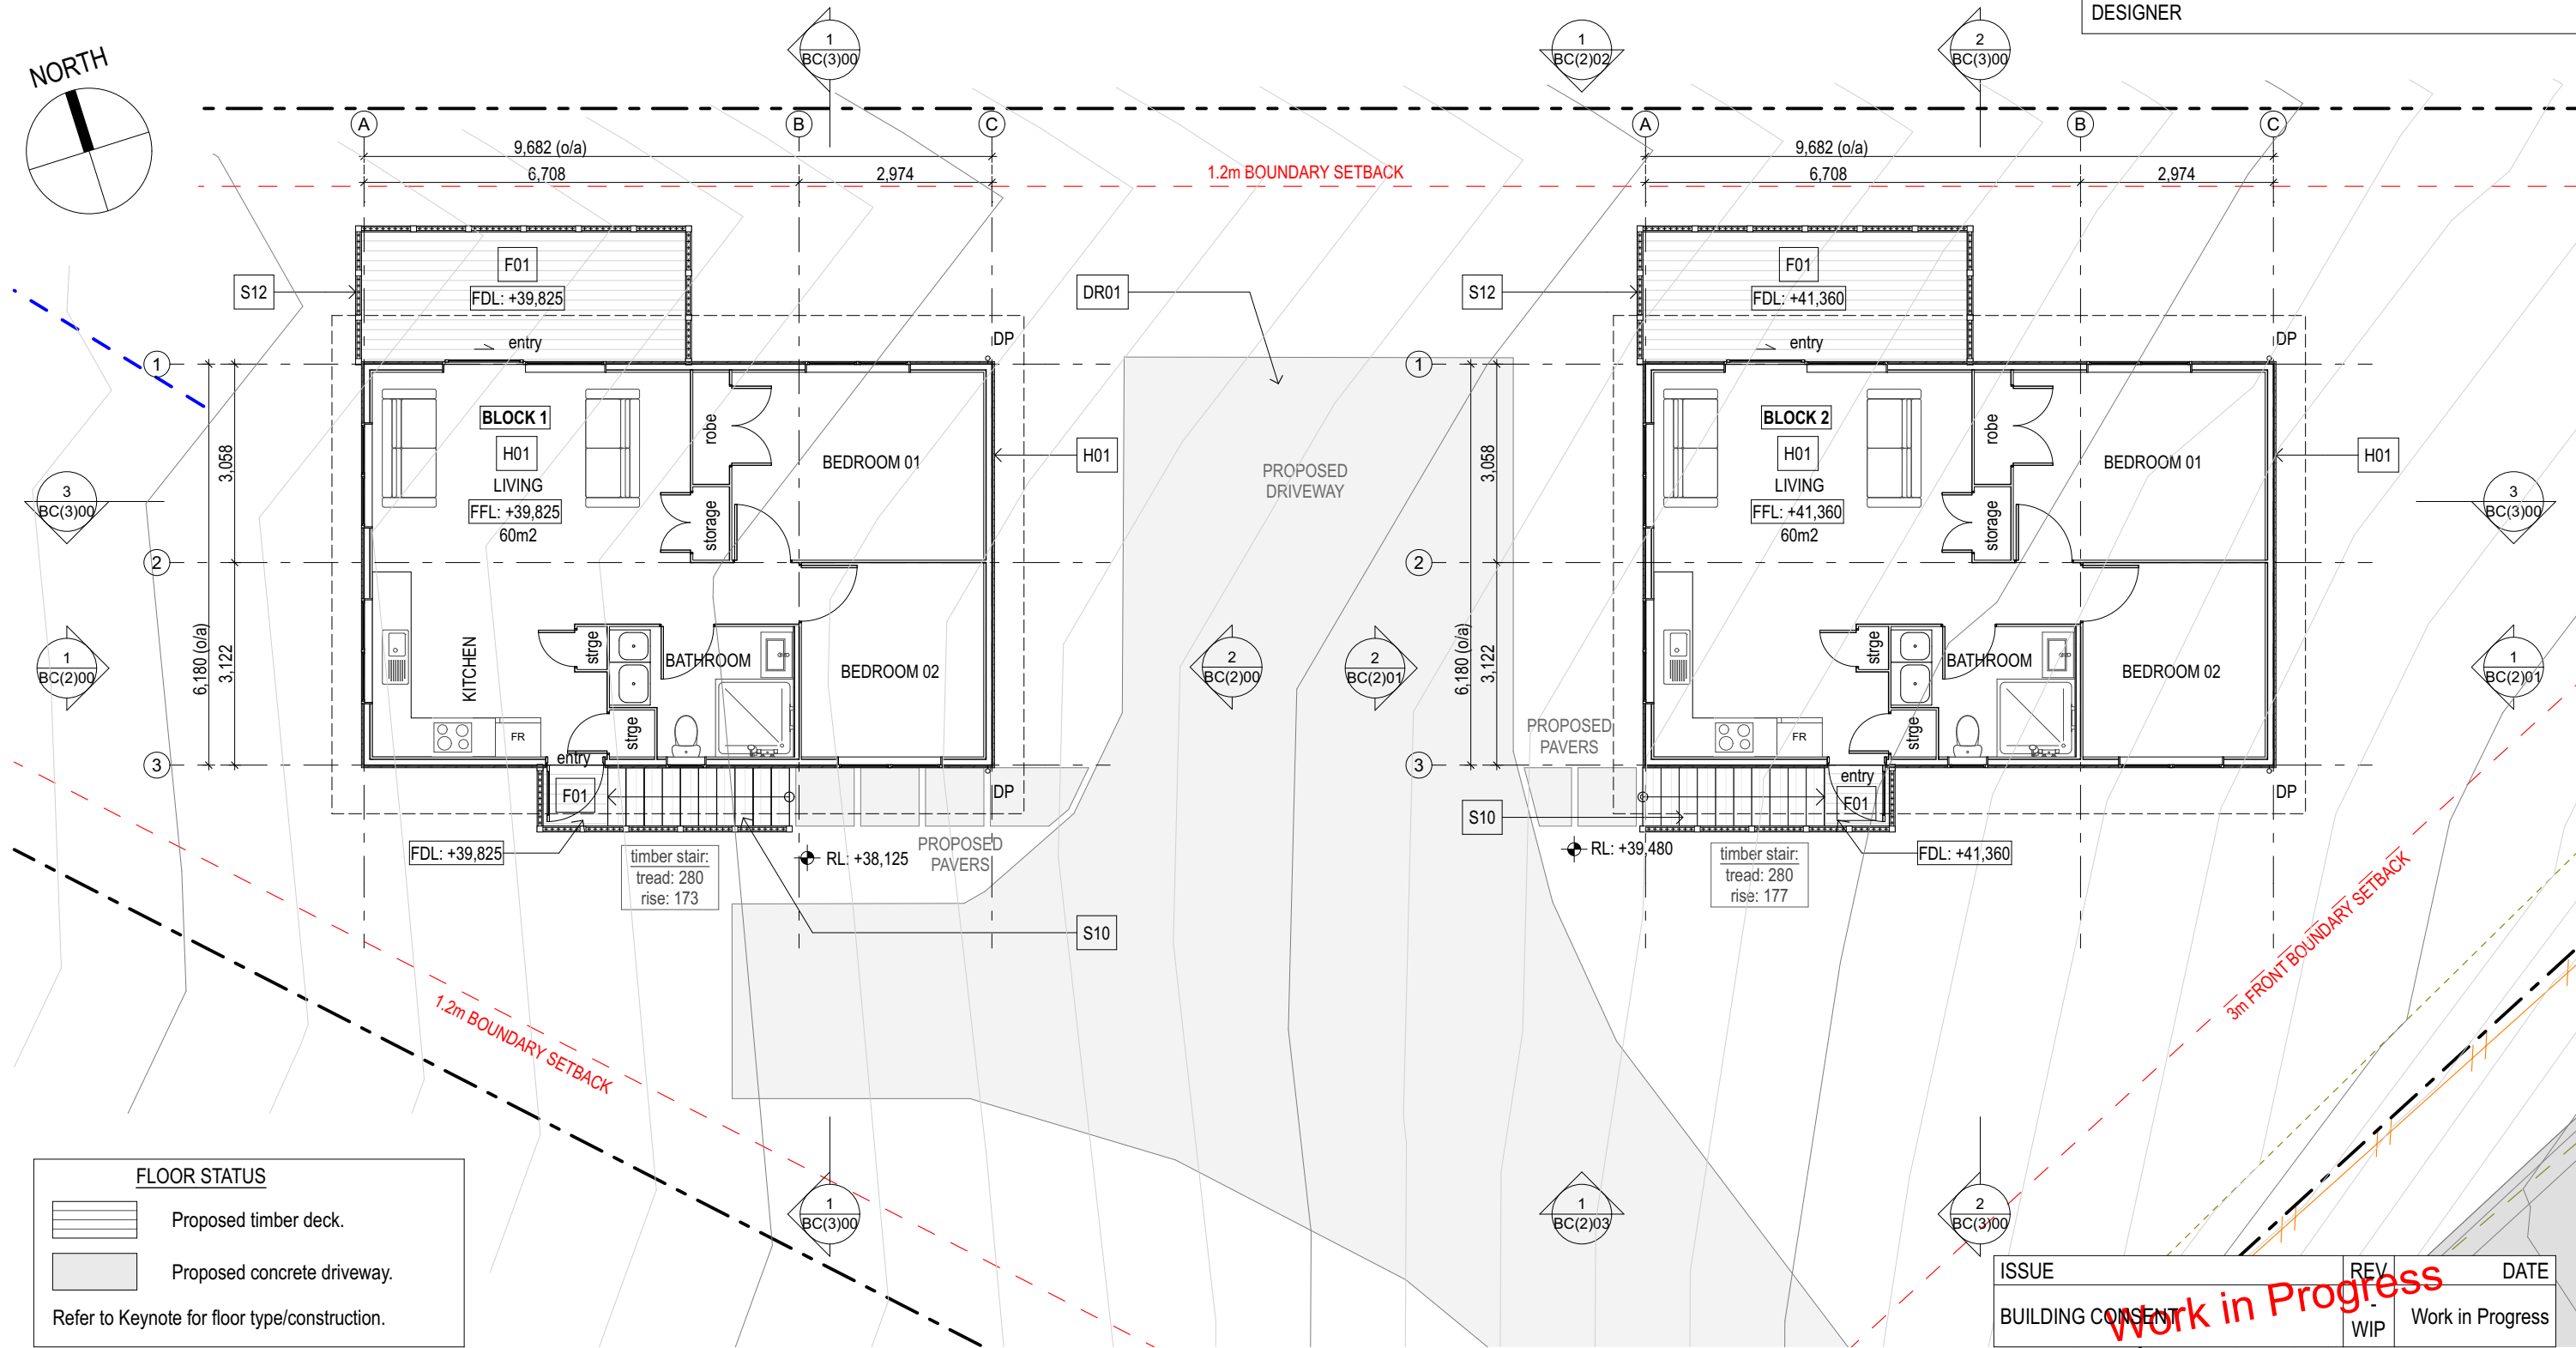 DESIGNER
NORTH
1
BC(3)00
1
BC(2)02
2
BC(3)00
A
B
C
A
B
C
9,682 (o/a)
6,708
2,974
1.2m BOUNDARY SETBACK
9,682 (o/a)
6,708
2,974
S12
F01
FDL: +39,825
entry
DP
DR01
S12
F01
FDL: +41,360
entry
DP
1
2
3
3,058
3,122
6,180 (o/a)
BLOCK 1
H01
LIVING
FFL: +39,825
60m2
robe
storage
BEDROOM 01
H01
PROPOSED
DRIVEWAY
1
2
3
3,058
3,122
6,180 (o/a)
BLOCK 2
H01
LIVING
FFL: +41,360
60m2
robe
storage
BEDROOM 01
H01
3
BC(3)00
3
BC(3)00
1
BC(2)00
KITCHEN
strge
BATHROOM
BEDROOM 02
strge
FR
entry
F01
DP
2
BC(2)00
2
BC(2)01
PROPOSED
PAVERS
strge
BATHROOM
BEDROOM 02
strge
FR
entry
F01
DP
1
BC(2)01
FDL: +39,825
timber stair:
tread: 280
rise: 173
RL: +38,125
PROPOSED
PAVERS
S10
S10
RL: +39,480
timber stair:
tread: 280
rise: 177
FDL: +41,360
1.2m BOUNDARY SETBACK
3m FRONT BOUNDARY SETBACK
1
BC(3)00
1
BC(2)03
2
BC(3)00
FLOOR STATUS
Proposed timber deck.
Proposed concrete driveway.
Refer to Keynote for floor type/construction.
ISSUE
REV
DATE
BUILDING CONSENT
-
WIP
Work in Progress
Work in Progress